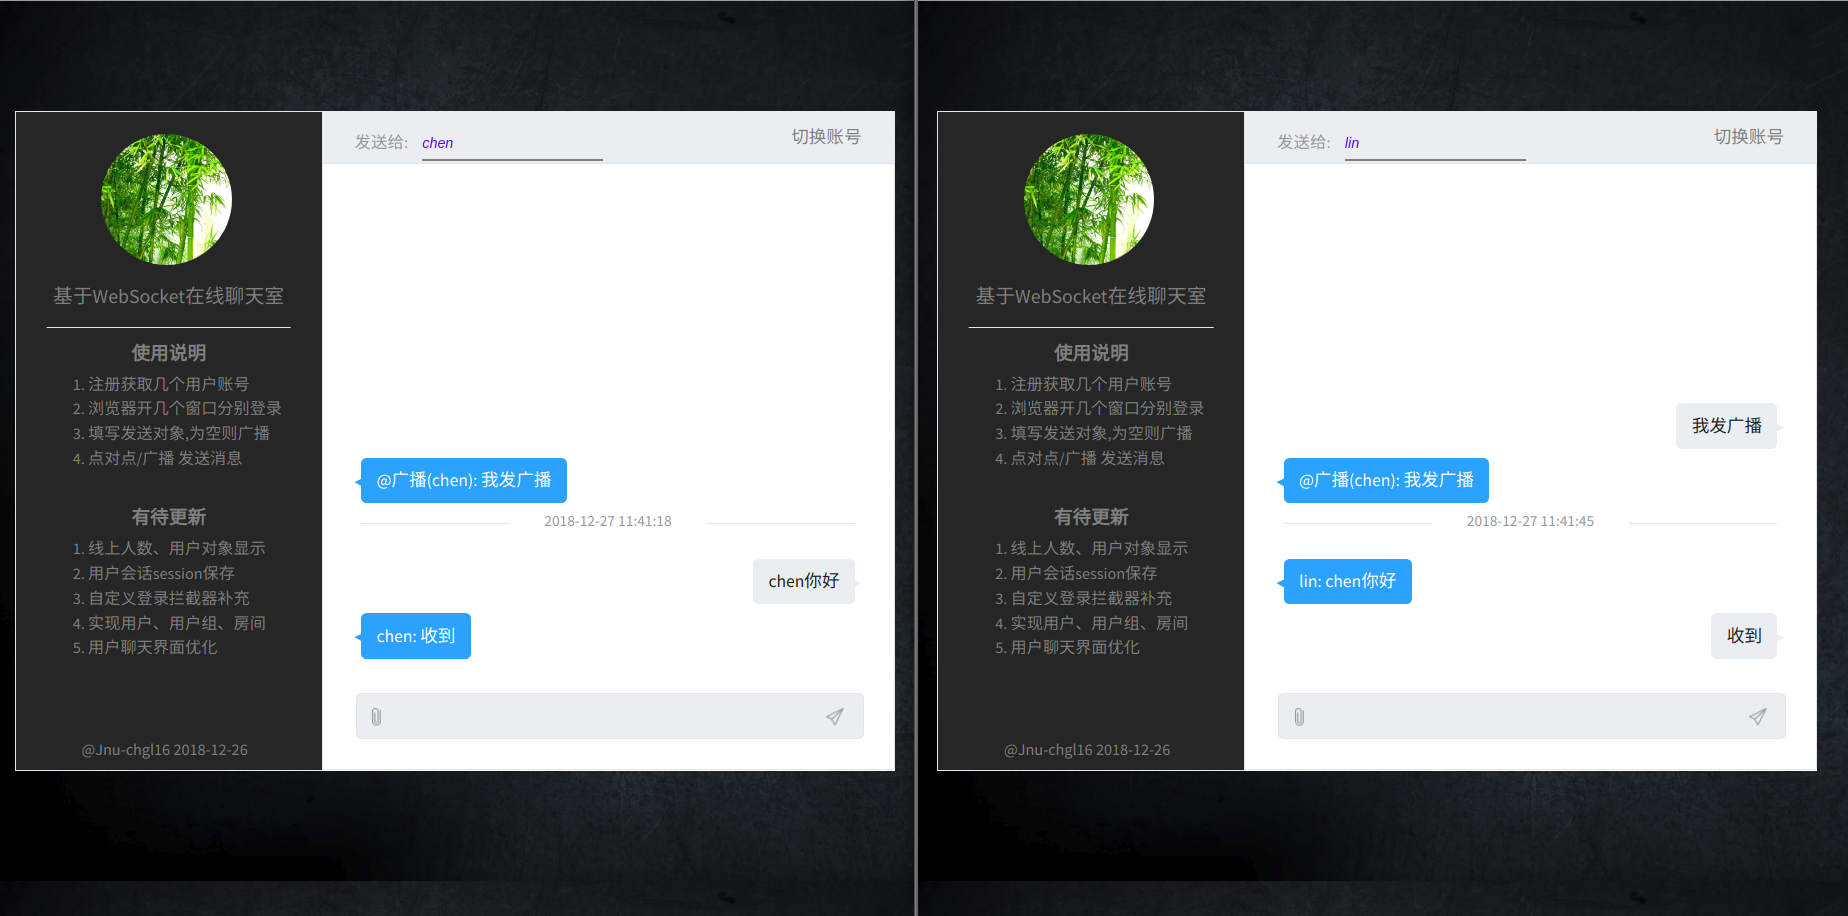 基于WebSocket在线聊天室
使用说明
1. 注册获取几个用户账号
2. 浏览器开几个窗口分别登录
3. 填写发送对象,为空则广播
4. 点对点/广播 发送消息
有待更新
1. 线上人数、用户对象显示
2. 用户会话session保存
3. 自定义登录拦截器补充
4. 实现用户、用户组、房间
5. 用户聊天界面优化
@Jnu-chgl16 2018-12-26
发送给: chen
切换账号
@广播(chen): 我发广播
2018-12-27 11:41:18
chen你好
chen: 收到
基于WebSocket在线聊天室
使用说明
1. 注册获取几个用户账号
2. 浏览器开几个窗口分别登录
3. 填写发送对象,为空则广播
4. 点对点/广播 发送消息
有待更新
1. 线上人数、用户对象显示
2. 用户会话session保存
3. 自定义登录拦截器补充
4. 实现用户、用户组、房间
5. 用户聊天界面优化
@Jnu-chgl16 2018-12-26
发送给: lin
切换账号
我发广播
@广播(chen): 我发广播
2018-12-27 11:41:45
lin: chen你好
收到